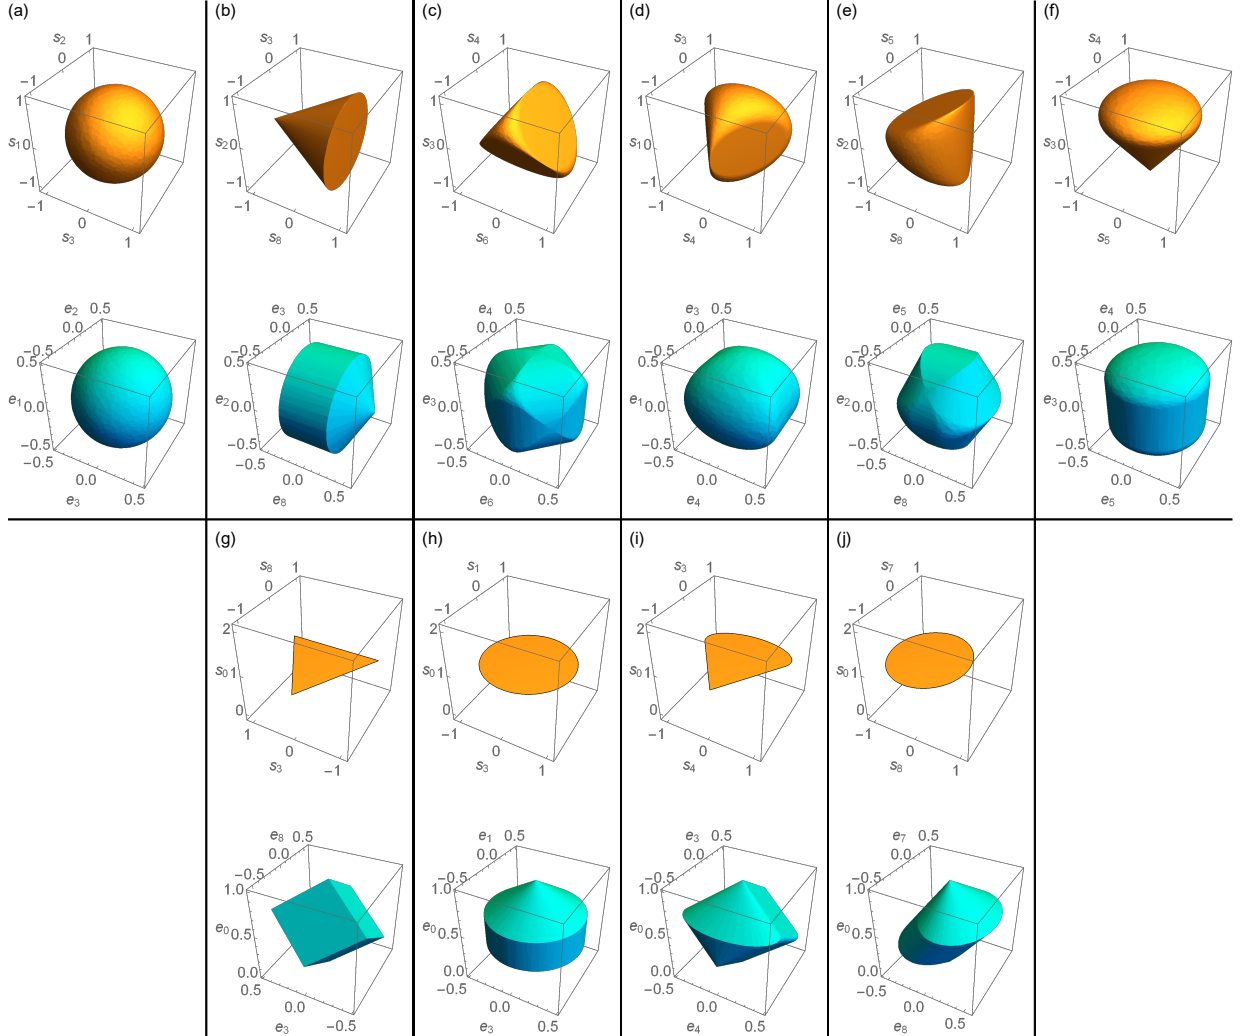 (a) (b) (c) (d) (e) (f)
s2 1 s3 1 s4 1 s3 1 s5 1 s4 1
0 0 0 0 0 0
−1 −1 −1 −1 −1 −1
1 1 1 1 1 1
s1 0 s2 0 s3 0 s1 0 s2 0 s3 0
−1 −1 −1 −1 −1 −1
−1 −1 −1 −1 −1 −1
0 0 0 0 0 0
s3 1 s8 1 s6 1 s4 1 s8 1 s5 1
e2 0.5 e3 0.5 e4 0.5 e3 0.5 e5 0.5 e4 0.5
0.0 0.0 0.0 0.0 0.0 0.0
−0.5 −0.5 −0.5 −0.5 −0.5 −0.5
0.5 0.5 0.5 0.5 0.5 0.5
e1 0.0 e2 0.0 e3 0.0 e1 0.0 e2 0.0 e3 0.0
−0.5 −0.5 −0.5 −0.5 −0.5 −0.5
−0.5 −0.5 −0.5 −0.5 −0.5 −0.5
0.0 0.0 0.0 0.0 0.0 0.0
e3 0.5 e8 0.5 e6 0.5 e4 0.5 e8 0.5 e5 0.5
(g) (h) (i) (j)
s8 1 s1 1 s3 1 s7 1
0 0 0 0
−1 −1 −1 −1
2 2 2 2
s0 1 s0 1 s0 1 s0 1
0 0 0 0
1 −1 −1 −1
0 0 0 0
s3 −1 s3 1 s4 1 s8 1
e8 0.5 e1 0.5 e3 0.5 e7 0.5
0.0 0.0 0.0 0.0
−0.5 −0.5 −0.5 −0.5
1.0 1.0 1.0 1.0
e0 0.5 e0 0.5 e0 0.5 e0 0.5
0.0 0.0 0.0 0.0
0.5 −0.5 −0.5 −0.5
0.0 0.0 0.0 0.0
e3 −0.5 e3 0.5 e4 0.5 e8 0.5